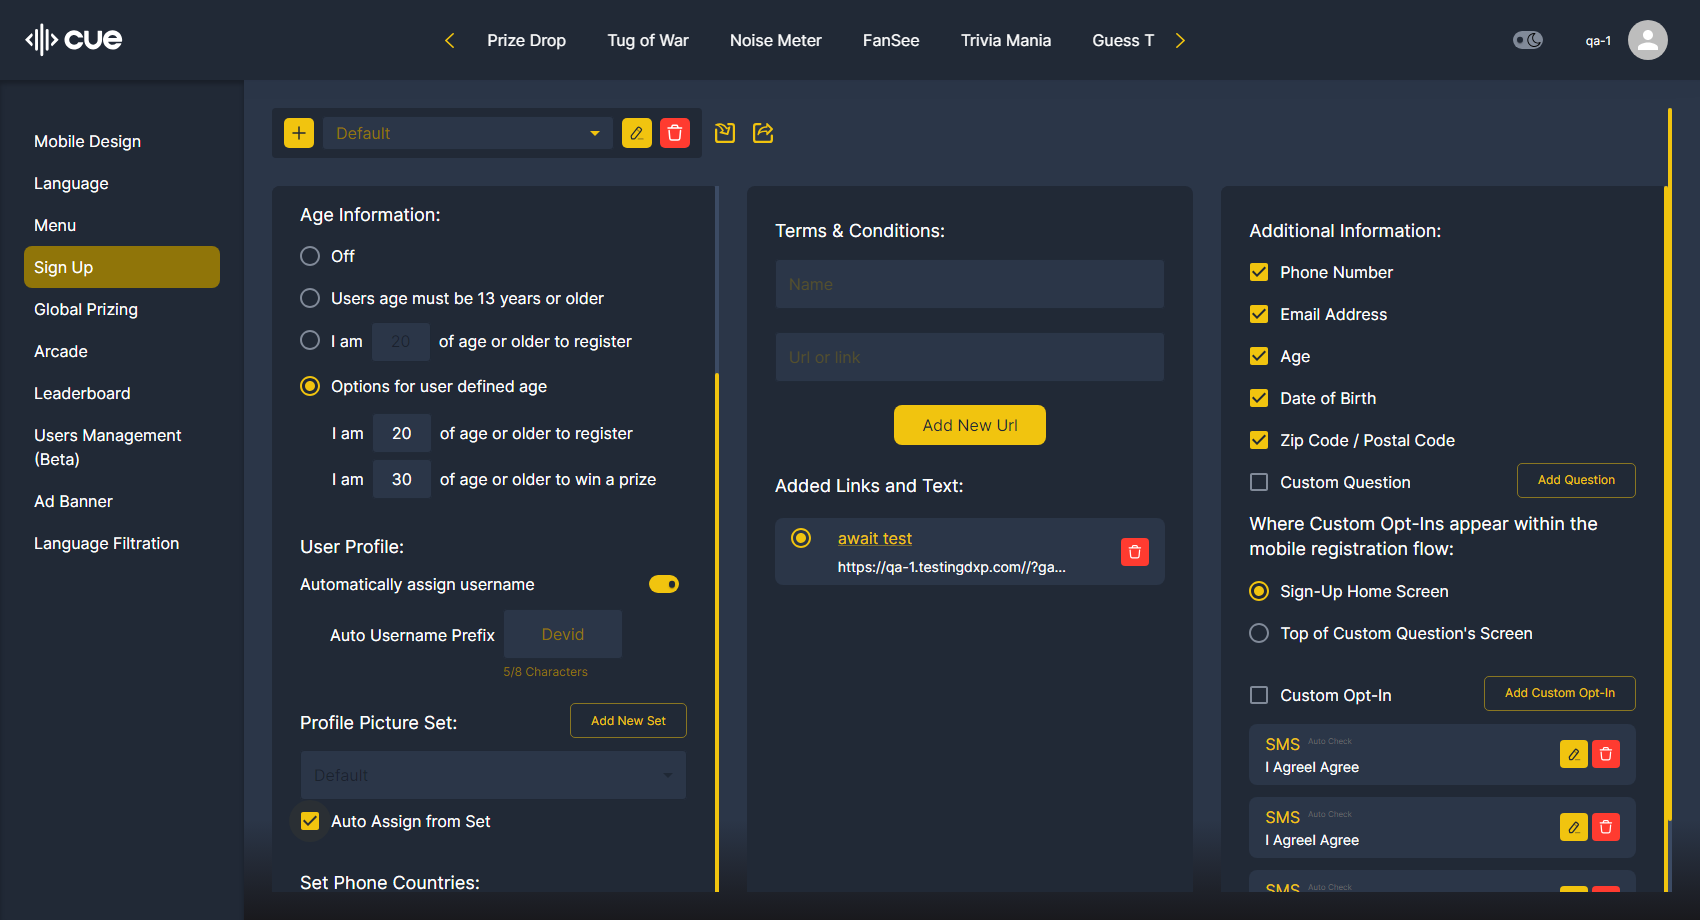 cue
Prize Drop
Tug of War
Noise Meter
FanSee
Trivia Mania
Guess T
qa-1
Mobile Design
Language
Menu
Sign Up
Global Prizing
Arcade
Leaderboard
Users Management
(Beta)
Ad Banner
Language Filtration
Default
Age Information:
Off
Users age must be 13 years or older
I am 20 of age or older to register
Options for user defined age
I am 20 of age or older to register
I am 30 of age or older to win a prize
User Profile:
Automatically assign username
Auto Username Prefix Devid
5/8 Characters
Profile Picture Set:
Add New Set
Default
Auto Assign from Set
Set Phone Countries:
Terms & Conditions:
Name
Url or link
Add New Url
Added Links and Text:
await test
https://qa-1.testingdxp.com//?ga...
Additional Information:
Phone Number
Email Address
Age
Date of Birth
Zip Code / Postal Code
Custom Question
Add Question
Where Custom Opt-Ins appear within the
mobile registration flow:
Sign-Up Home Screen
Top of Custom Question's Screen
Custom Opt-In
Add Custom Opt-In
SMS Auto Check
I AgreeI Agree
SMS Auto Check
I AgreeI Agree
SMS Auto Check